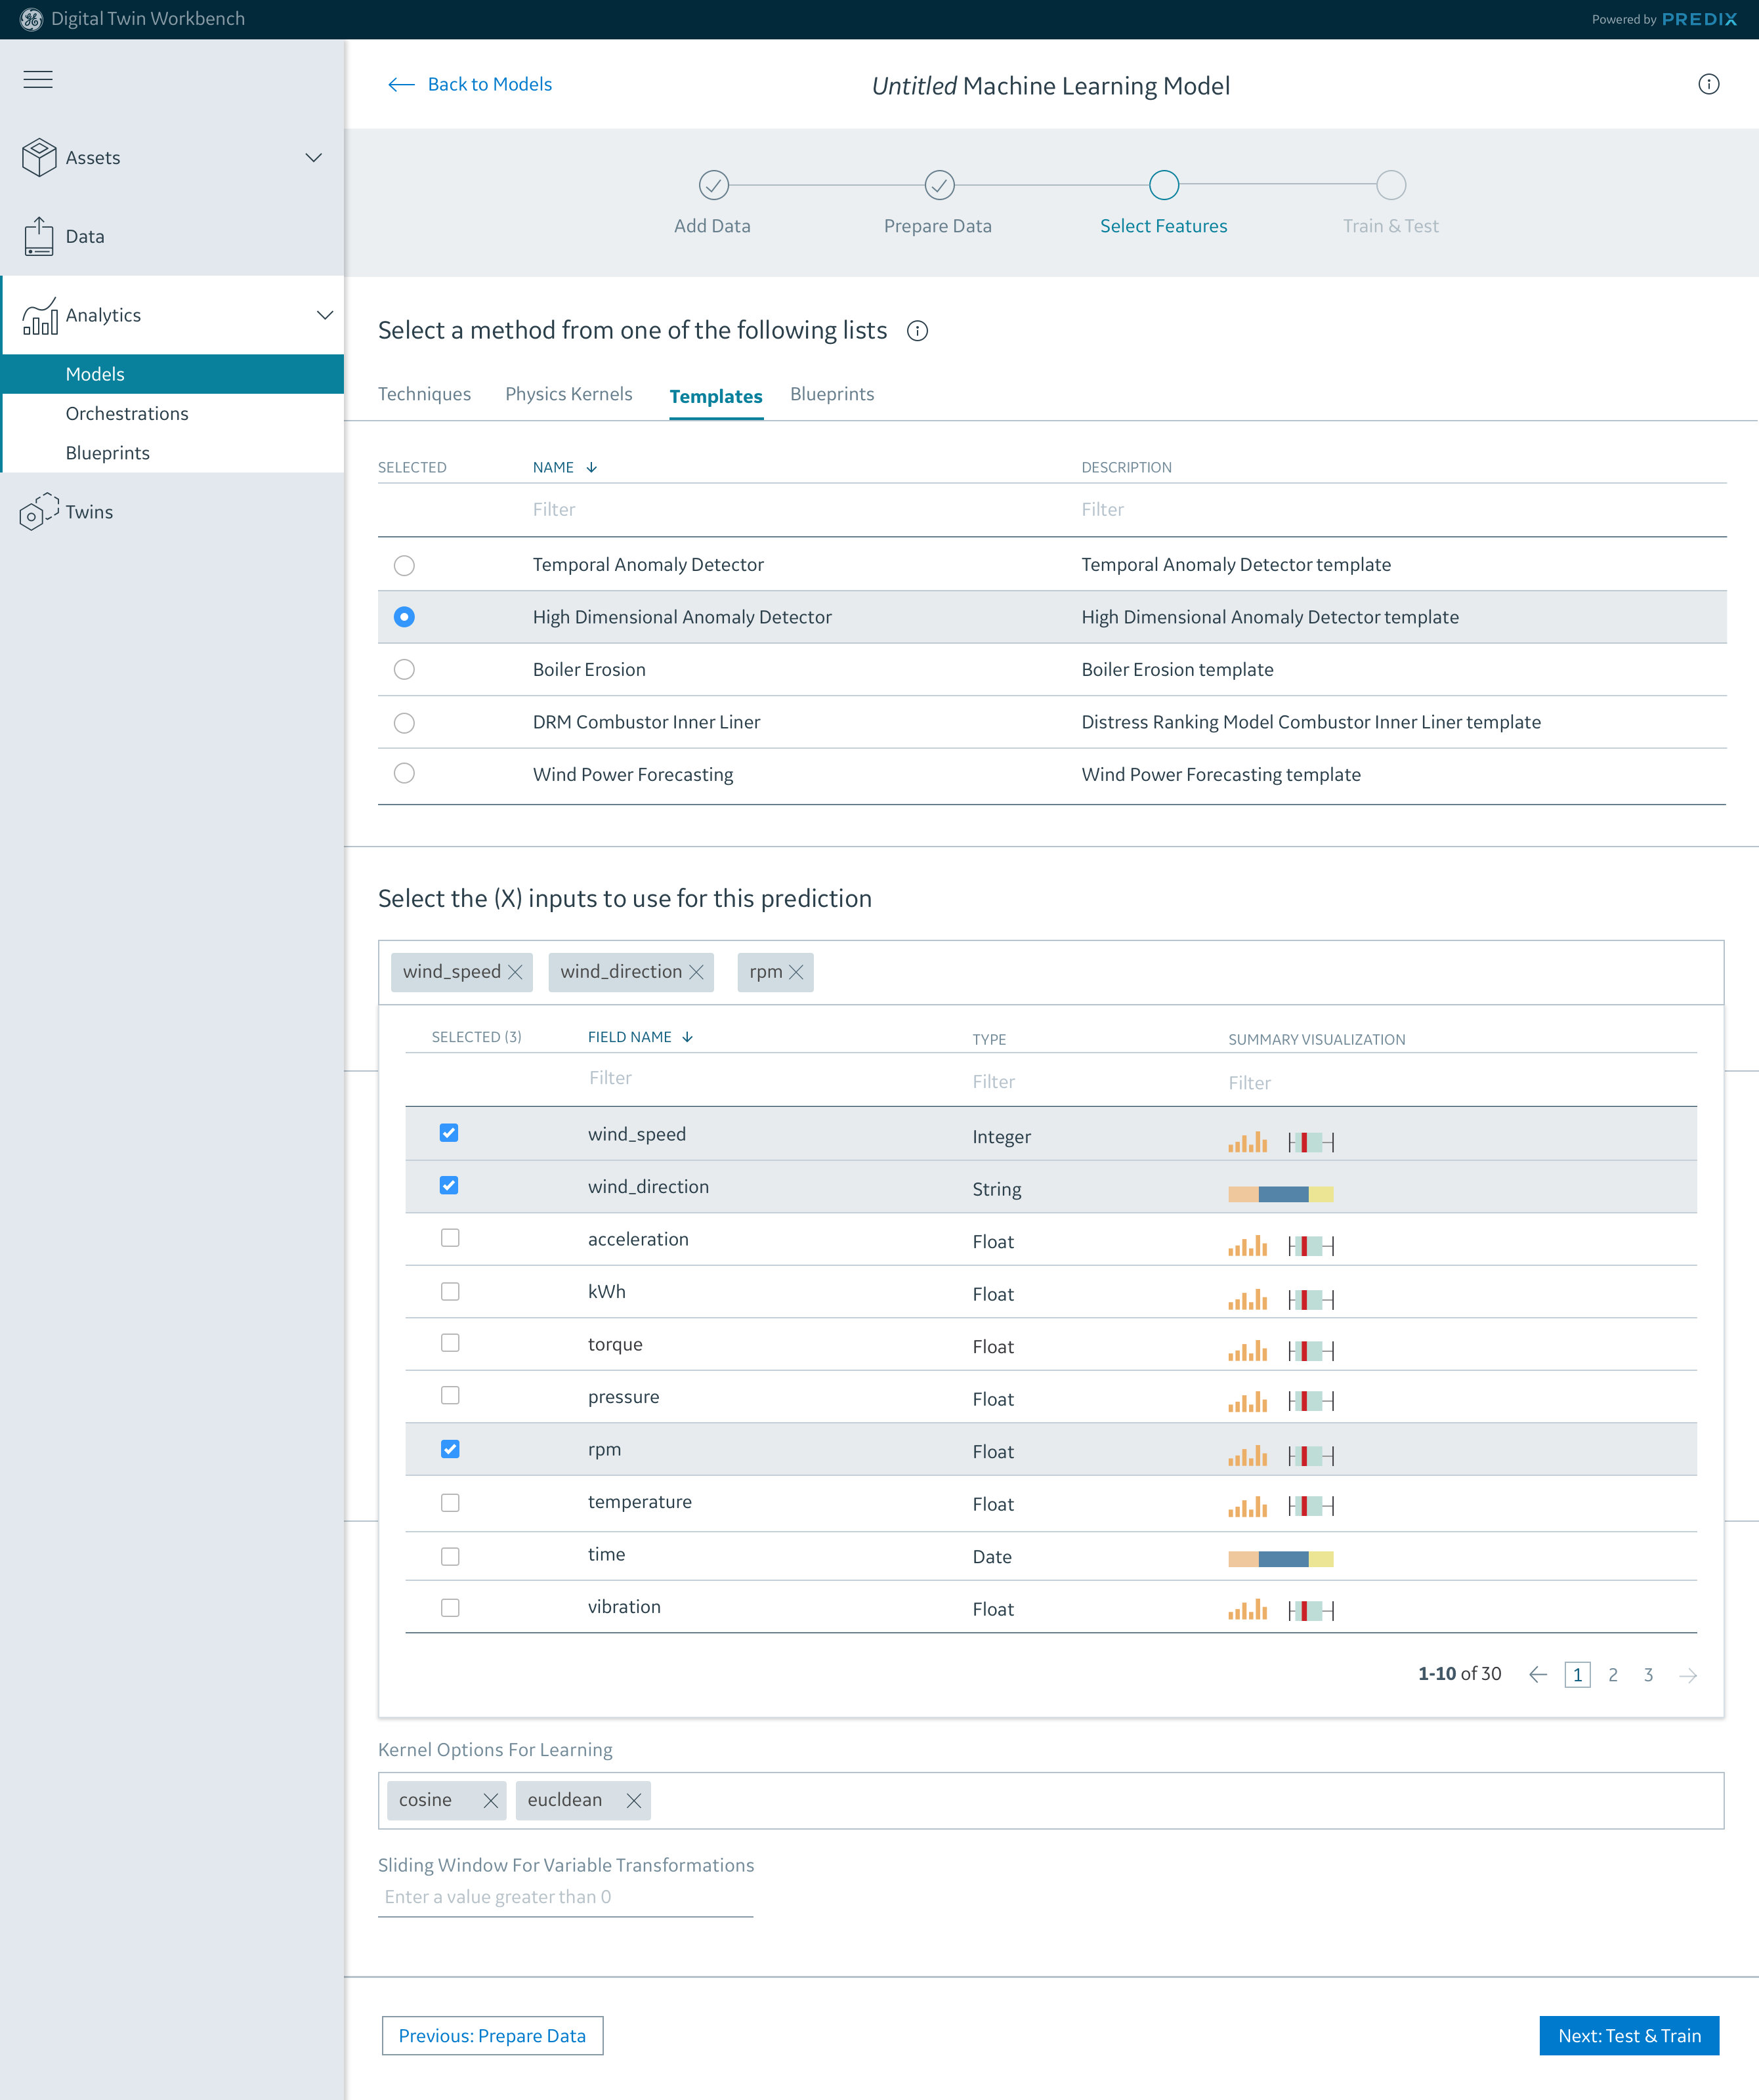 Digital Twin Workbench
Powered by PREDIX
Back to Models
Untitled Machine Learning Model
Assets
Data
Analytics
Models
Orchestrations
Blueprints
Twins
Add Data
Prepare Data
Select Features
Train & Test
Select a method from one of the following lists
Techniques Physics Kernels Templates Blueprints
SELECTED NAME DESCRIPTION
Filter Filter
Temporal Anomaly Detector Temporal Anomaly Detector template
High Dimensional Anomaly Detector High Dimensional Anomaly Detector template
Boiler Erosion Boiler Erosion template
DRM Combustor Inner Liner Distress Ranking Model Combustor Inner Liner template
Wind Power Forecasting Wind Power Forecasting template
Select the (X) inputs to use for this prediction
wind_speed wind_direction rpm
SELECTED (3) FIELD NAME TYPE SUMMARY VISUALIZATION
Filter Filter Filter
wind_speed Integer
wind_direction String
acceleration Float
kWh Float
torque Float
pressure Float
rpm Float
temperature Float
time Date
vibration Float
1-10 of 30 1 2 3
Kernel Options For Learning
cosine eucldean
Sliding Window For Variable Transformations
Enter a value greater than 0
Previous: Prepare Data
Next: Test & Train